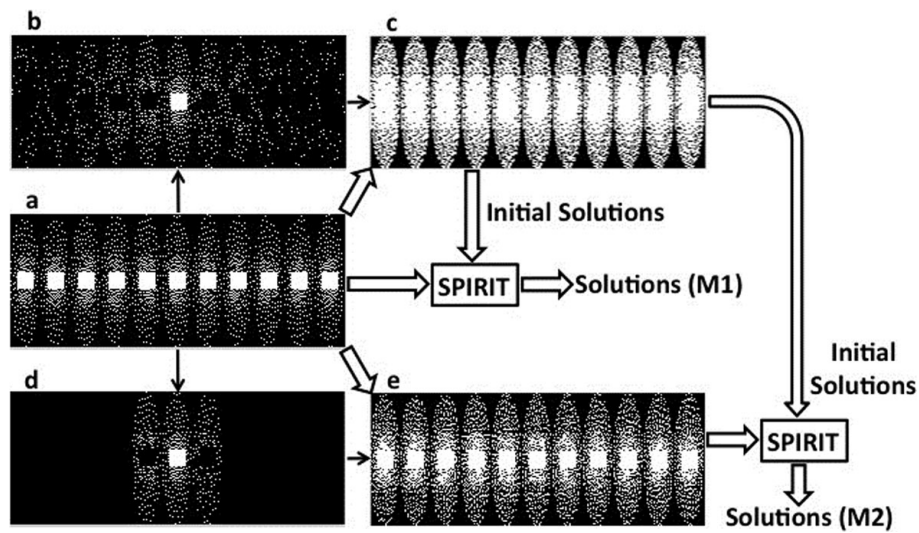 b
c
Initial Solutions
a
SPIRIT
Solutions (M1)
d
e
Initial
Solutions
SPIRIT
Solutions (M2)